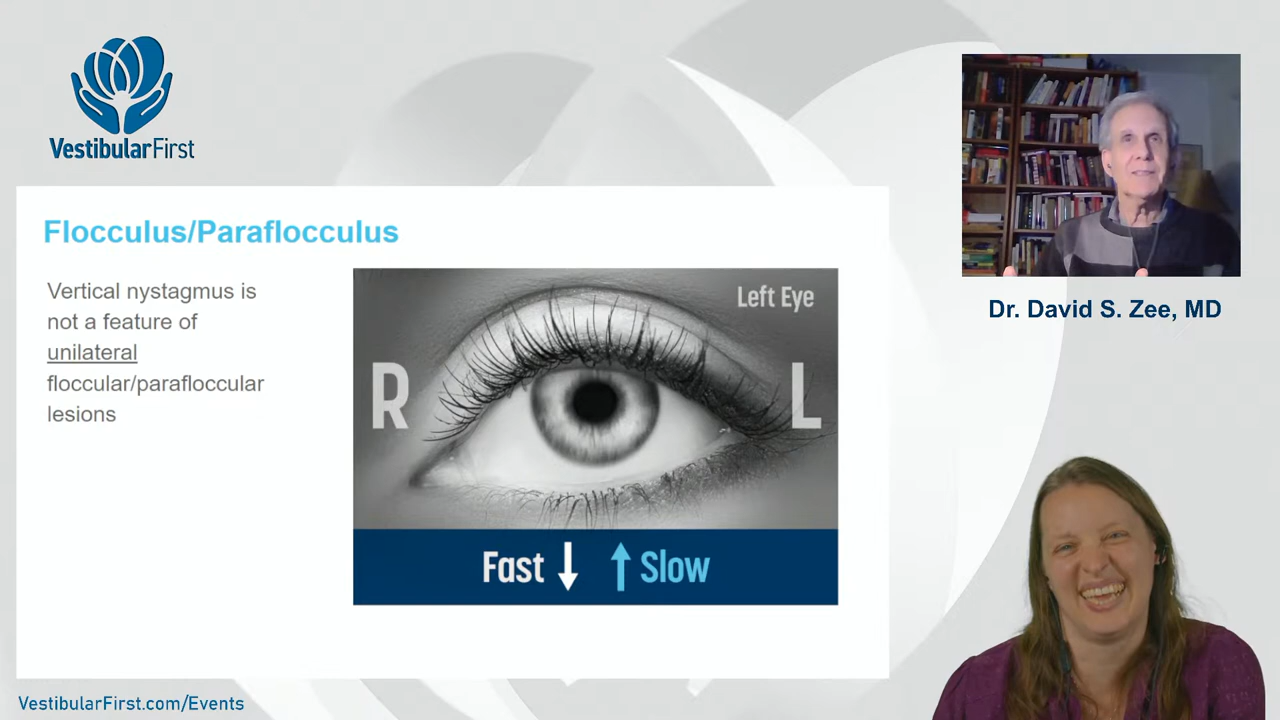 VestibularFirst
Flocculus/Paraflocculus
Vertical nystagmus is
not a feature of
unilateral
floccular/parafloccular
lesions
Left Eye
R
L
Fast ↓ ↑ Slow
Dr. David S. Zee, MD
VestibularFirst.com/Events